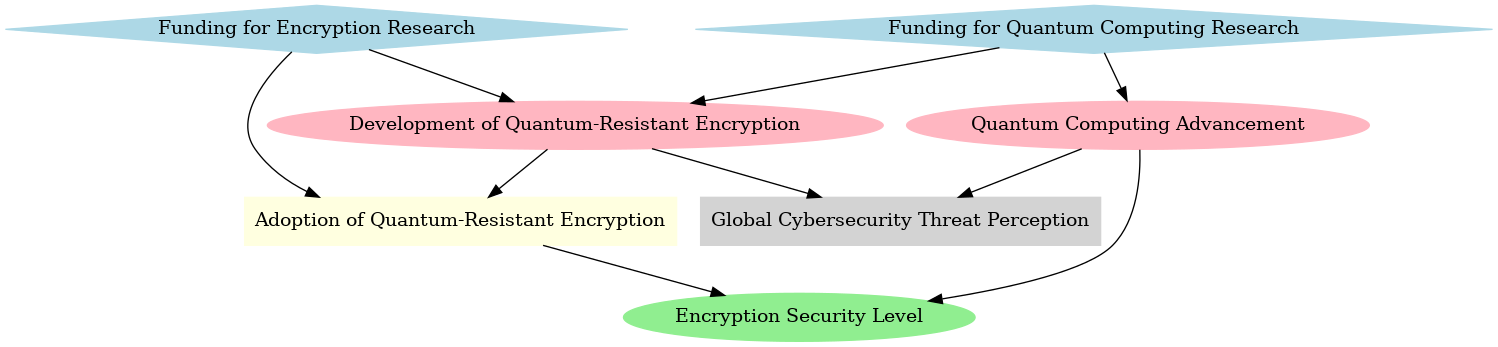 Funding for Encryption Research
Funding for Quantum Computing Research
Development of Quantum-Resistant Encryption
Quantum Computing Advancement
Adoption of Quantum-Resistant Encryption
Global Cybersecurity Threat Perception
Encryption Security Level